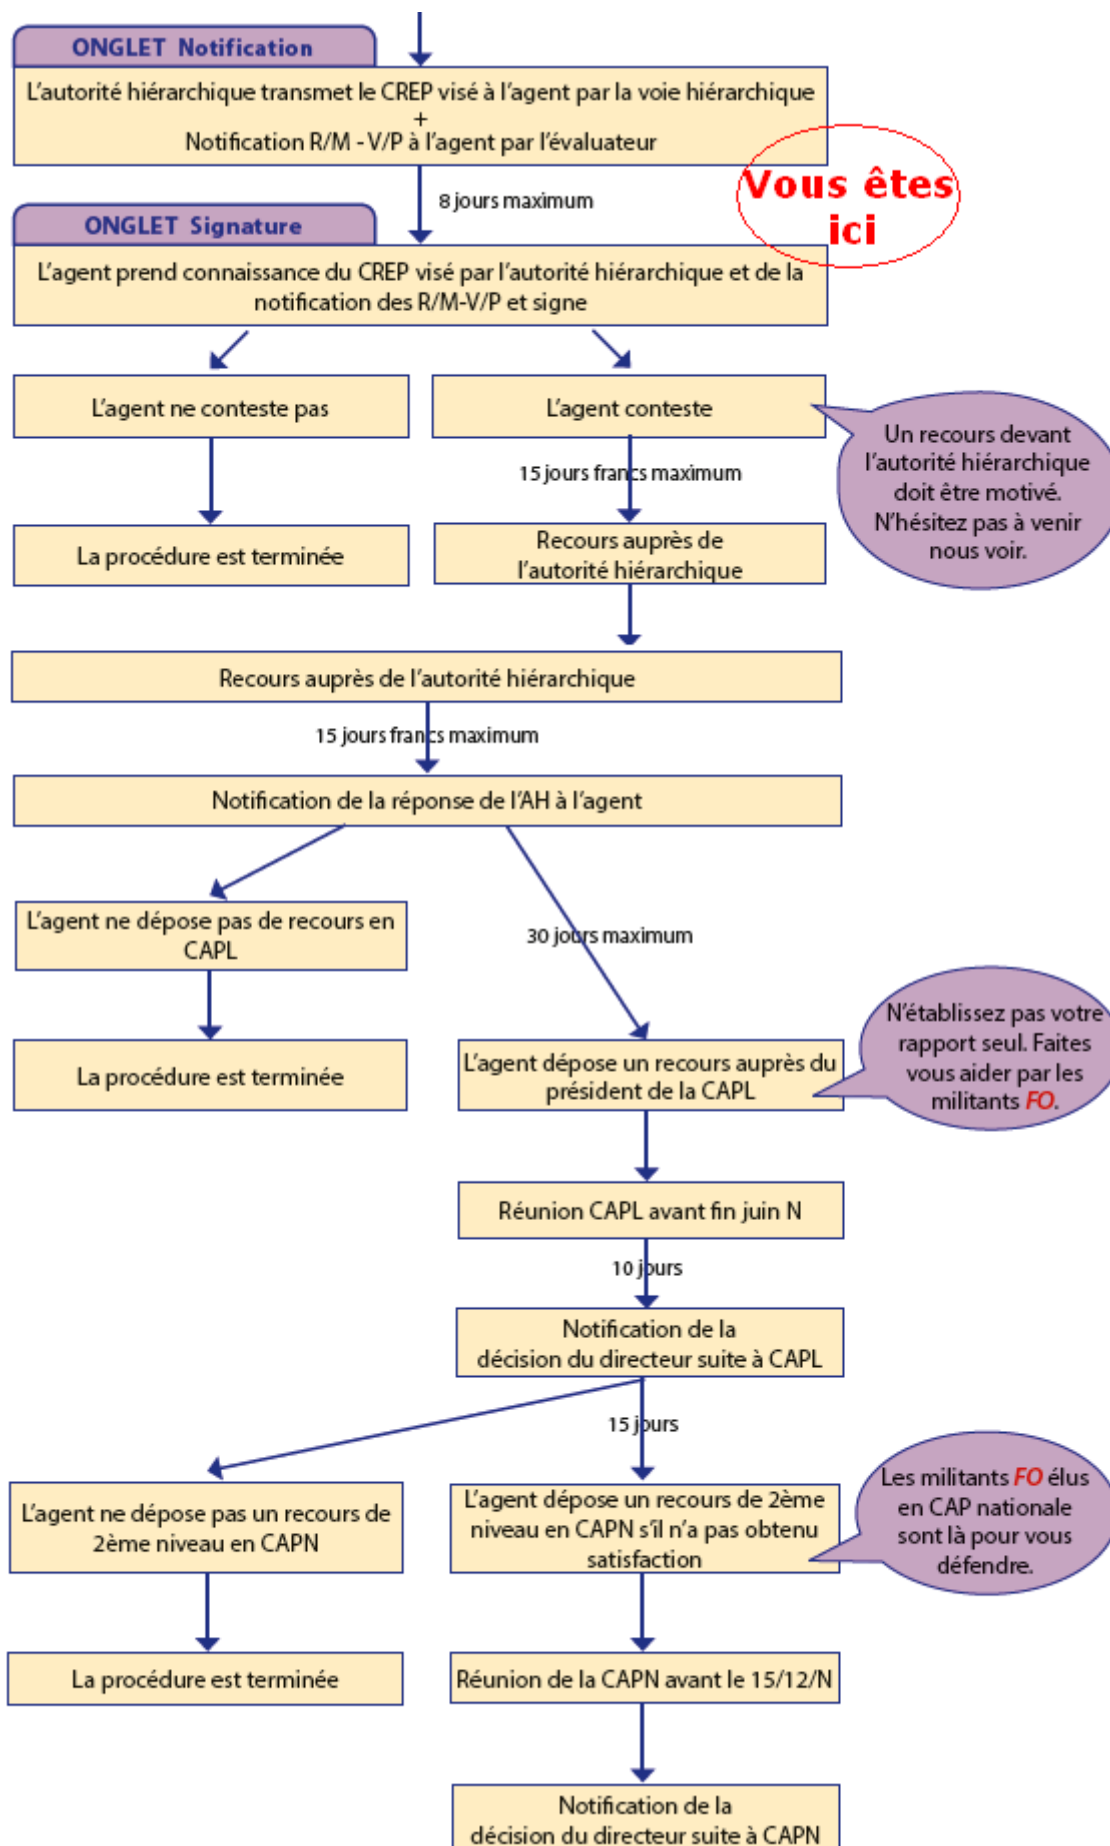 ONGLET Notification
L'autorité hiérarchique transmet le CREP visé à l'agent par la voie hiérarchique
+
Notification R/M - V/P à l'agent par l'évaluateur
Vous êtes
ici
8 jours maximum
ONGLET Signature
L'agent prend connaissance du CREP visé par l'autorité hiérarchique et de la
notification des R/M-V/P et signe
L'agent ne conteste pas
L'agent conteste
Un recours devant
l'autorité hiérarchique
doit être motivé.
N'hésitez pas à venir
nous voir.
15 jours francs maximum
La procédure est terminée
Recours auprès de
l'autorité hiérarchique
Recours auprès de l'autorité hiérarchique
15 jours francs maximum
Notification de la réponse de l'AH à l'agent
L'agent ne dépose pas de recours en
CAPL
30 jours maximum
La procédure est terminée
L'agent dépose un recours auprès du
président de la CAPL
N'établissez pas votre
rapport seul. Faites
vous aider par les
militants FO.
Réunion CAPL avant fin juin N
10 jours
Notification de la
décision du directeur suite à CAPL
15 jours
L'agent ne dépose pas un recours de
2ème niveau en CAPN
L'agent dépose un recours de 2ème
niveau en CAPN s'il n'a pas obtenu
satisfaction
Les militants FO élus
en CAP nationale
sont là pour vous
défendre.
La procédure est terminée
Réunion de la CAPN avant le 15/12/N
Notification de la
décision du directeur suite à CAPN